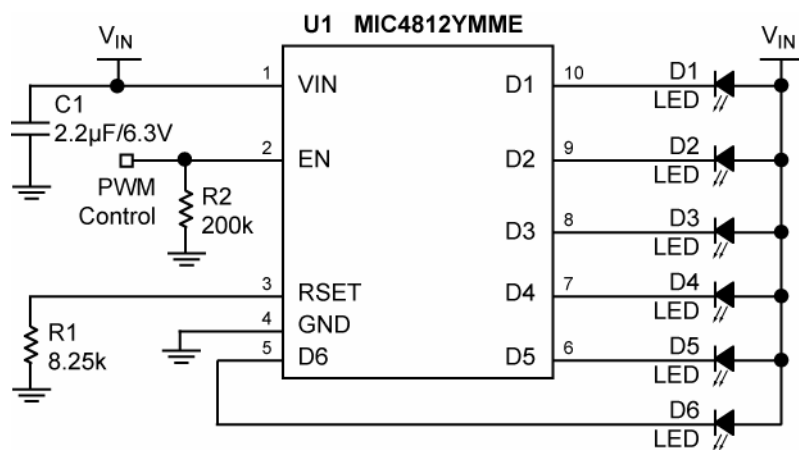 U1 MIC4812YMME
VIN
VIN
1
VIN
D1
10
D1
LED
C1
2.2µF/6.3V
2
EN
D2
9
D2
LED
PWM
Control
R2
200k
D3
8
D3
LED
3
RSET
D4
7
D4
LED
4
GND
R1
8.25k
5
D6
D5
6
D5
LED
D6
LED